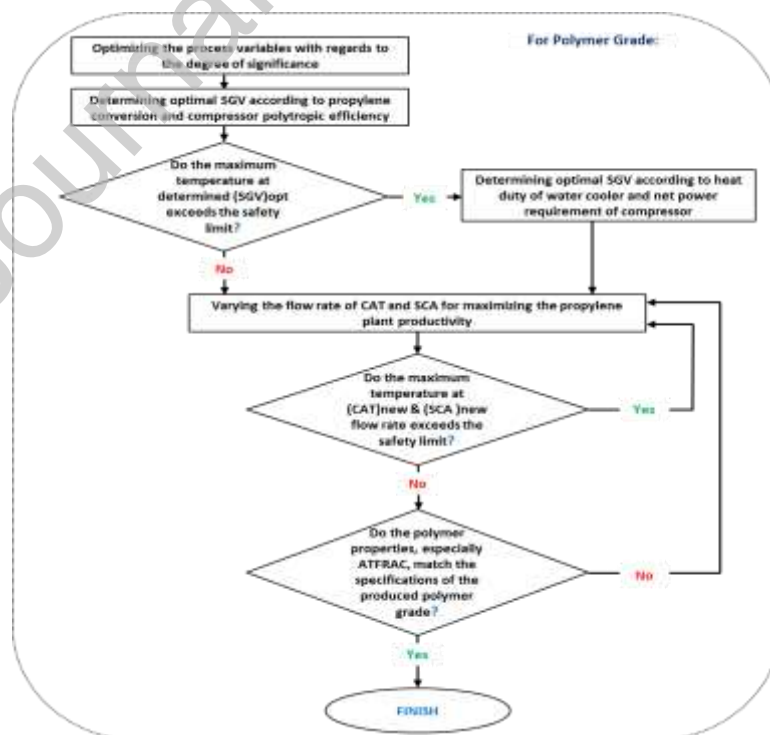 Journal
For Polymer Grade:
Optimizing the process variables with regards to
the degree of significance
Determining optimal SGV according to propylene
conversion and compressor polytropic efficiency
Do the maximum
temperature at
determined (SGV)opt
exceeds the safety
limit?
Yes
Determining optimal SGV according to heat
duty of water cooler and net power
requirement of compressor
No
Varying the flow rate of CAT and SCA for maximizing the propylene
plant productivity
Do the maximum
temperature at
(CAT)new & (SCA )new
flow rate exceeds the
safety limit?
Yes
No
Do the polymer
properties, especially
ATFRAC, match the
specifications of the
produced polymer
grade?
No
Yes
FINISH